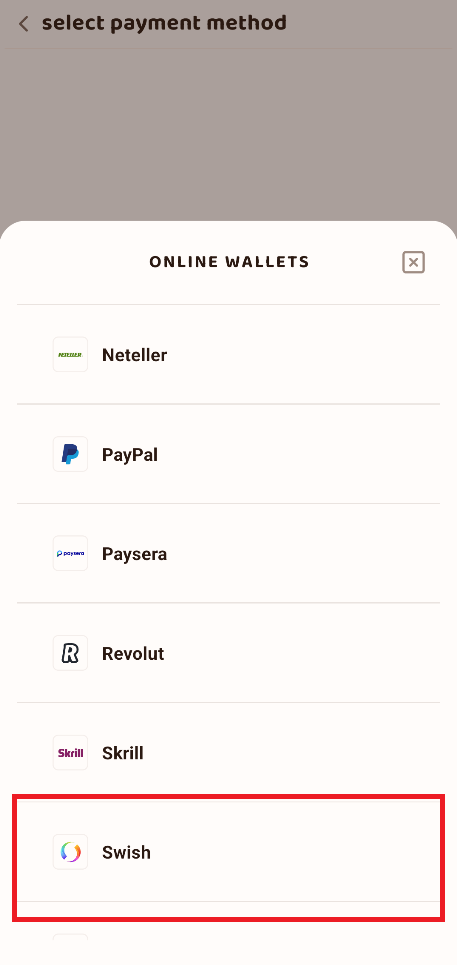 select payment method
ONLINE WALLETS
NETELLER Neteller
PayPal
paysera Paysera
Revolut
Skrill Skrill
Swish